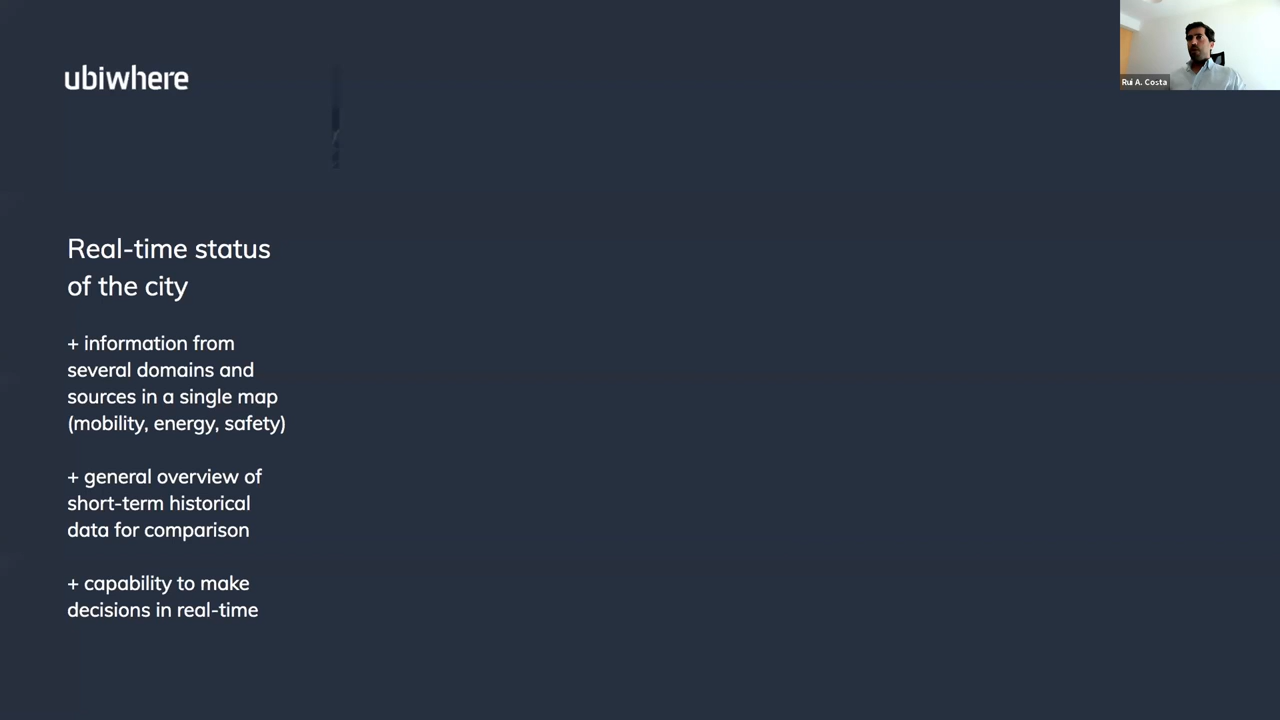 ubiwhere
Rui A. Costa
Real-time status
of the city
+ information from
several domains and
sources in a single map
(mobility, energy, safety)
+ general overview of
short-term historical
data for comparison
+ capability to make
decisions in real-time